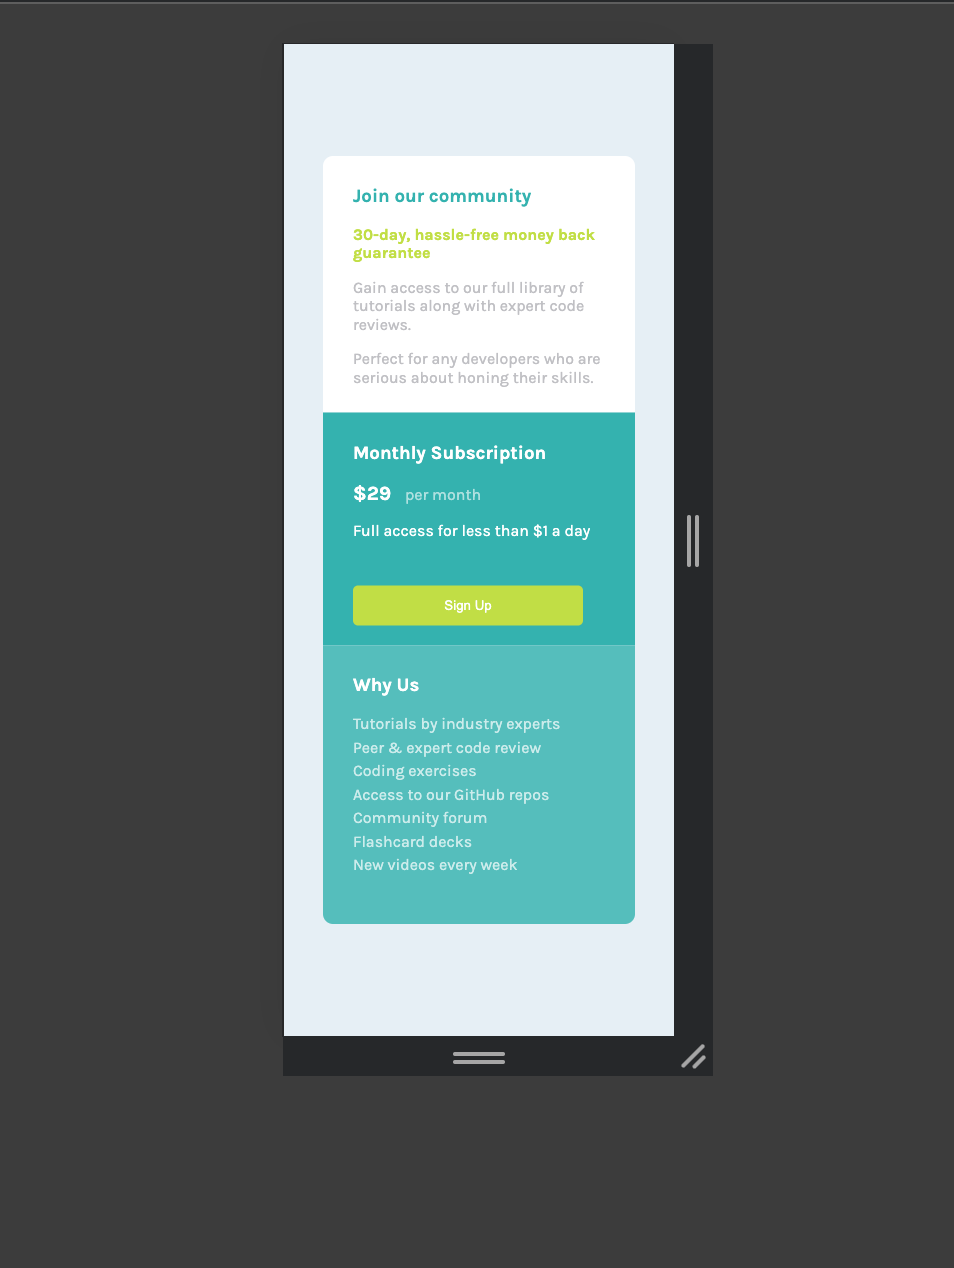 Join our community
30-day, hassle-free money back
guarantee
Gain access to our full library of
tutorials along with expert code
reviews.
Perfect for any developers who are
serious about honing their skills.
Monthly Subscription
$29 per month
Full access for less than $1 a day
Sign Up
Why Us
Tutorials by industry experts
Peer & expert code review
Coding exercises
Access to our GitHub repos
Community forum
Flashcard decks
New videos every week